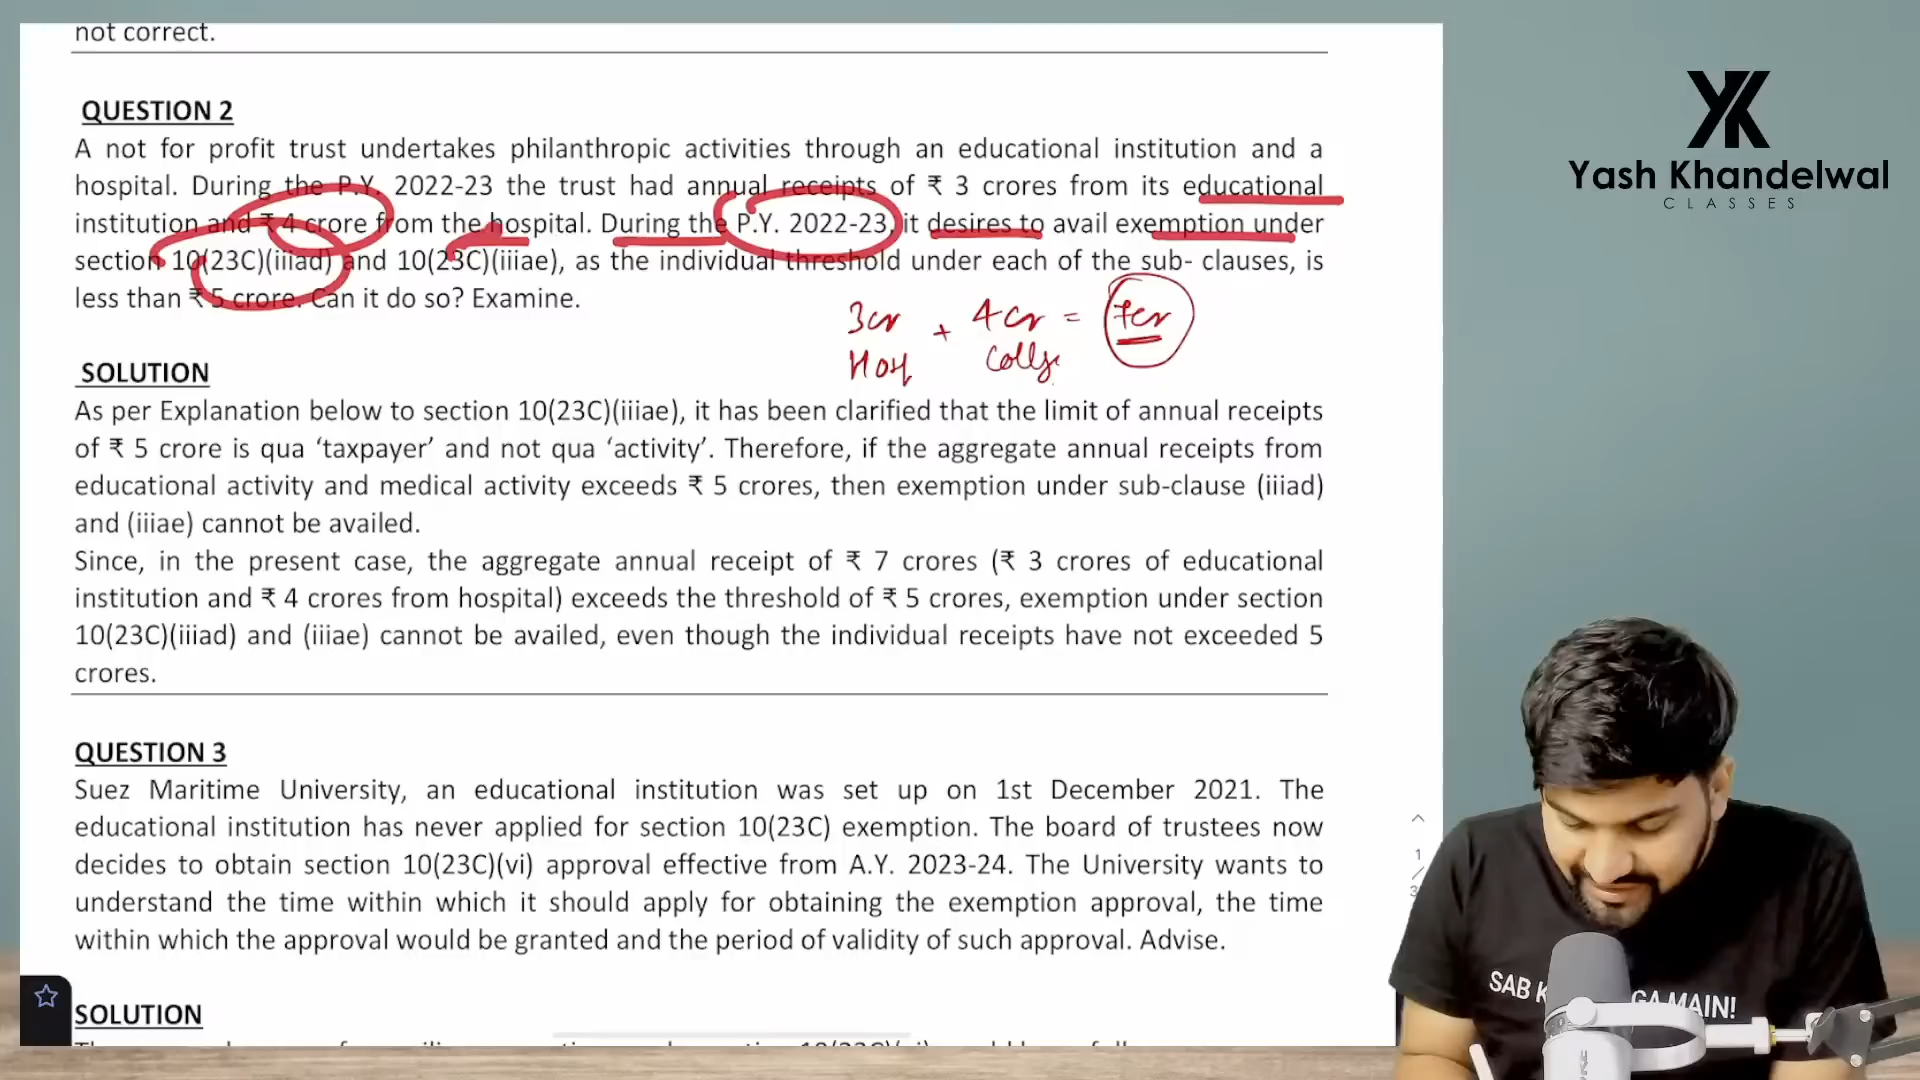 not correct.
QUESTION 2
A not for profit trust undertakes philanthropic activities through an educational institution and a
hospital. During the P.Y. 2022-23 the trust had annual receipts of ₹ 3 crores from its educational
institution and ₹ 4 crore from the hospital. During the P.Y. 2022-23, it desires to avail exemption under
section 10(23C)(iiiad) and 10(23C)(iiiae), as the individual threshold under each of the sub- clauses, is
less than ₹ 5 crore. Can it do so? Examine.
3cr + 4cr = 7cr
Hosp College
SOLUTION
As per Explanation below to section 10(23C)(iiiae), it has been clarified that the limit of annual receipts
of ₹ 5 crore is qua ‘taxpayer’ and not qua ‘activity’. Therefore, if the aggregate annual receipts from
educational activity and medical activity exceeds ₹ 5 crores, then exemption under sub-clause (iiiad)
and (iiiae) cannot be availed.
Since, in the present case, the aggregate annual receipt of ₹ 7 crores (₹ 3 crores of educational
institution and ₹ 4 crores from hospital) exceeds the threshold of ₹ 5 crores, exemption under section
10(23C)(iiiad) and (iiiae) cannot be availed, even though the individual receipts have not exceeded 5
crores.
QUESTION 3
Suez Maritime University, an educational institution was set up on 1st December 2021. The
educational institution has never applied for section 10(23C) exemption. The board of trustees now
decides to obtain section 10(23C)(vi) approval effective from A.Y. 2023-24. The University wants to
understand the time within which it should apply for obtaining the exemption approval, the time
within which the approval would be granted and the period of validity of such approval. Advise.
SOLUTION
YK
Yash Khandelwal
CLASSES
1
/
3
SAB K GA MAIN!